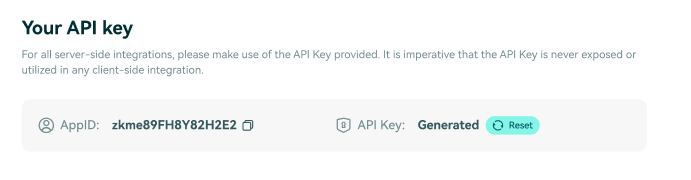 Your API key
For all server-side integrations, please make use of the API Key provided. It is imperative that the API Key is never exposed or
utilized in any client-side integration.
AppID: zkme89FH8Y82H2E2 API Key: Generated Reset